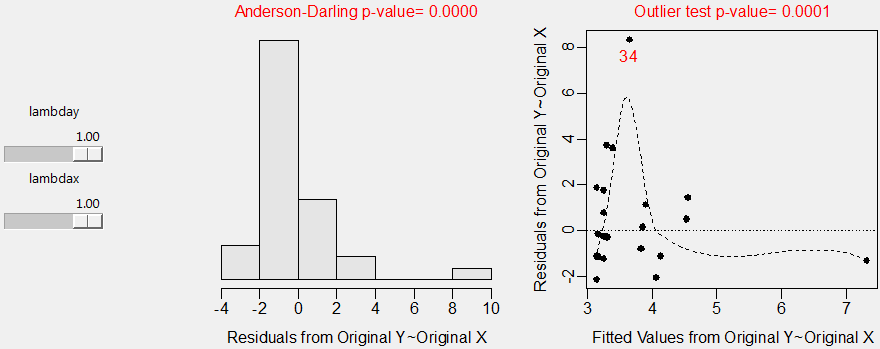 Anderson-Darling p-value= 0.0000
Outlier test p-value= 0.0001
lambday
1.00
lambdax
1.00
-4 -2 0 2 4 6 8 10
Residuals from Original Y~Original X
Residuals from Original Y~Original X
8
6
4
2
0
-2
34
3 4 5 6 7
Fitted Values from Original Y~Original X